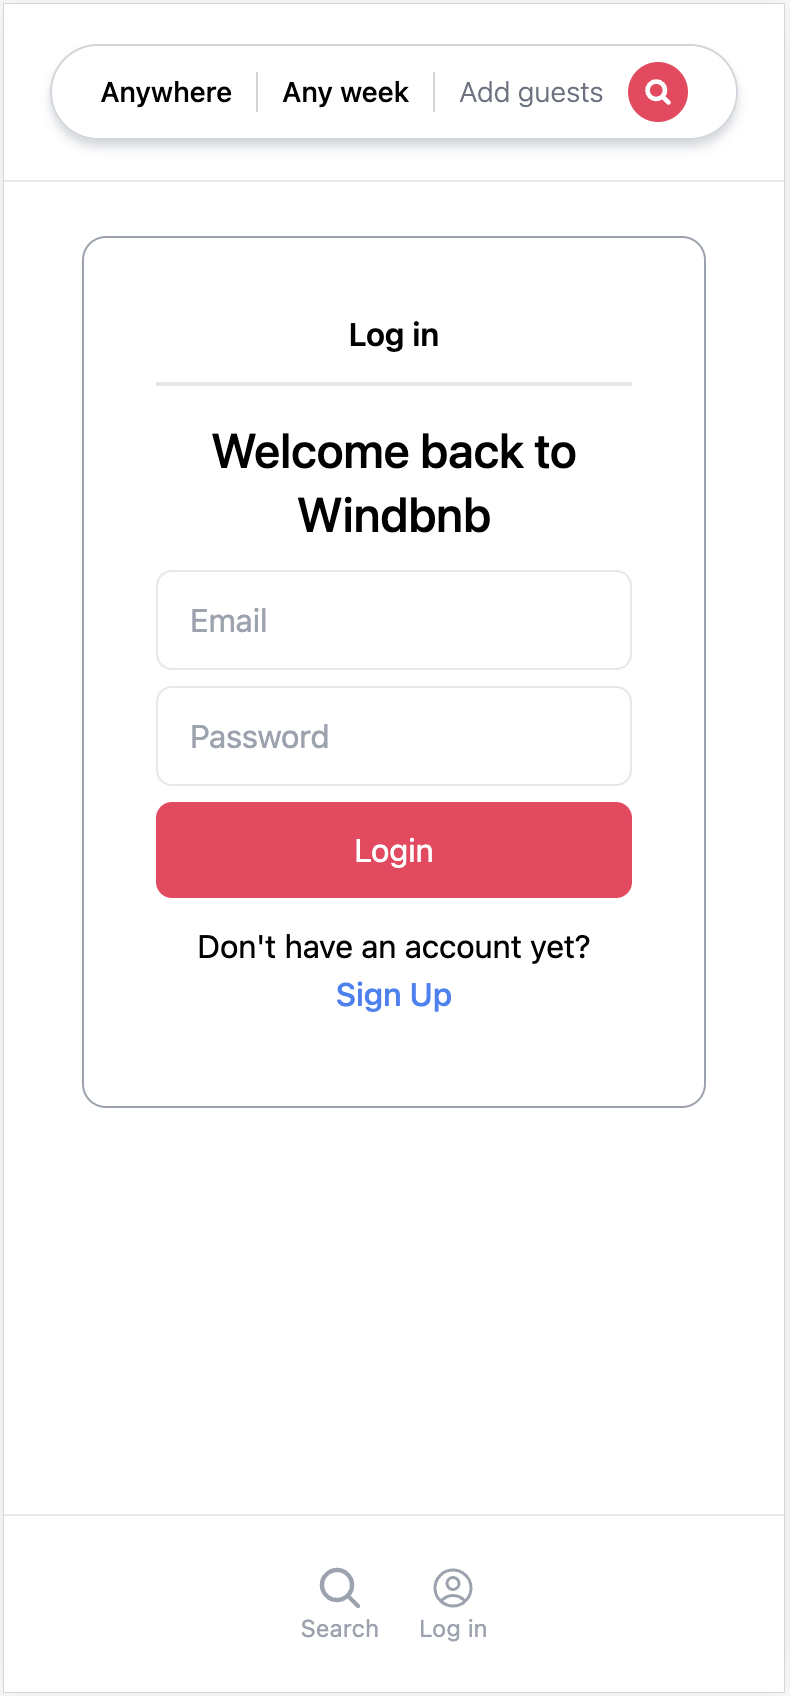 Anywhere Any week Add guests
Log in
Welcome back to
Windbnb
Email
Password
Login
Don't have an account yet?
Sign Up
Search Log in